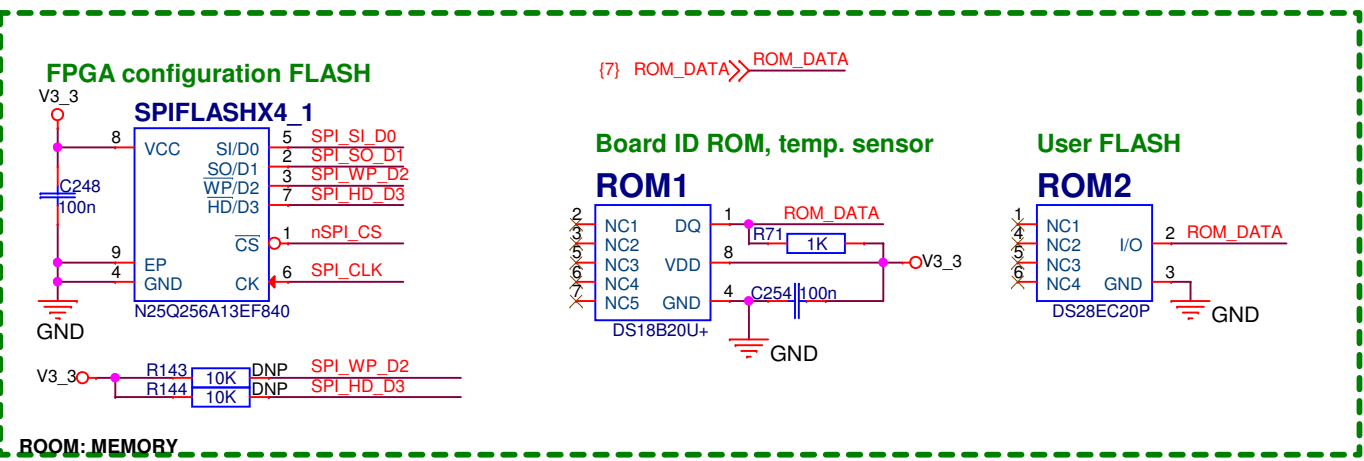 FPGA configuration FLASH
V3_3
SPIFLASHX4_1
8 VCC SI/D0 5 SPI_SI_D0
SO/D1 2 SPI_SO_D1
WP/D2 3 SPI_WP_D2
HD/D3 7 SPI_HD_D3
C248
100n
CS 1 nSPI_CS
9 EP
4 GND CK 6 SPI_CLK
N25Q256A13EF840
GND
V3_3 R143 10K DNP SPI_WP_D2
R144 10K DNP SPI_HD_D3
ROOM: MEMORY
{7} ROM_DATA ROM_DATA
Board ID ROM, temp. sensor
ROM1
2 NC1 DQ 1 ROM_DATA
3 NC2 R71 1K
5 NC3 VDD 8 V3_3
6 NC4
7 NC5 GND 4 C254 100n
DS18B20U+
GND
User FLASH
ROM2
1 NC1
4 NC2 I/O 2 ROM_DATA
5 NC3
6 NC4 GND 3
DS28EC20P
GND